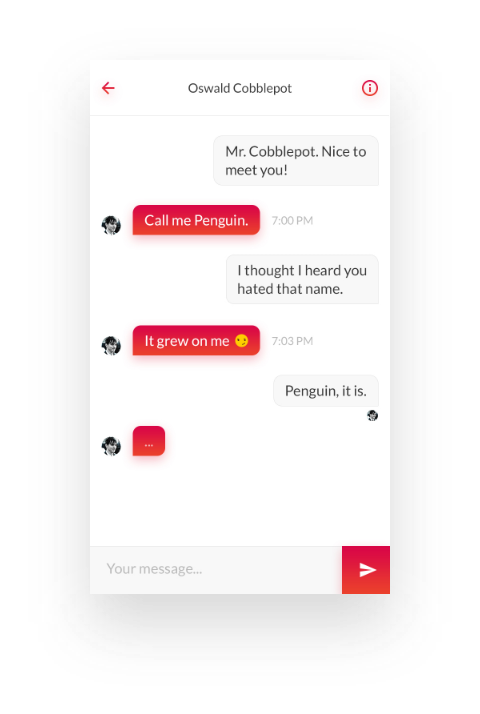 Oswald Cobblepot
Mr. Cobblepot. Nice to
meet you!
Call me Penguin.
7:00 PM
I thought I heard you
hated that name.
It grew on me 😏
7:03 PM
Penguin, it is.
...
Your message...